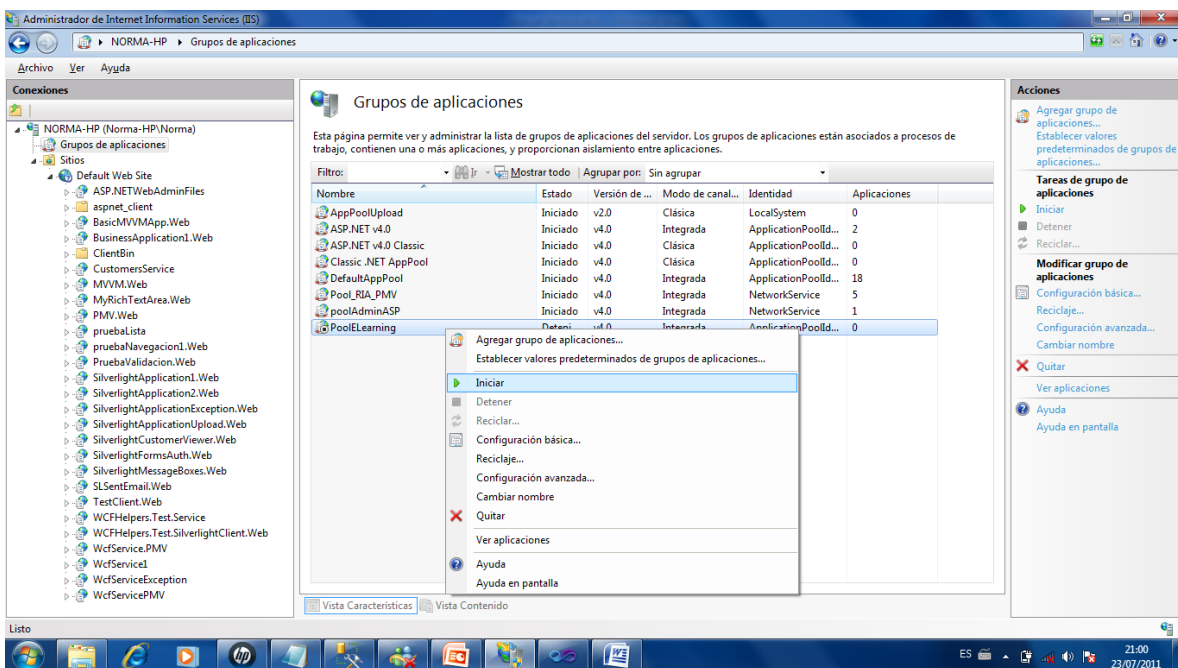 Administrador de Internet Information Services (IIS)
NORMA-HP Grupos de aplicaciones
Archivo Ver Ayuda
Conexiones
NORMA-HP (Norma-HP\Norma)
Grupos de aplicaciones
Sitios
Default Web Site
ASP.NETWebAdminFiles
aspnet_client
BasicMVVMApp.Web
BusinessApplication1.Web
ClientBin
CustomersService
MVVM.Web
MyRichTextArea.Web
PMV.Web
pruebaLista
pruebaNavegacion1.Web
PruebaValidacion.Web
SilverlightApplication1.Web
SilverlightApplication2.Web
SilverlightApplicationException.Web
SilverlightApplicationUpload.Web
SilverlightCustomerViewer.Web
SilverlightFormsAuth.Web
SilverlightMessageBoxes.Web
SLSentEmail.Web
TestClient.Web
WCFHelpers.Test.Service
WCFHelpers.Test.SilverlightClient.Web
WcfService.PMV
WcfService1
WcfServiceException
WcfServicePMV
Grupos de aplicaciones
Esta página permite ver y administrar la lista de grupos de aplicaciones del servidor. Los grupos de aplicaciones están asociados a procesos de
trabajo, contienen una o más aplicaciones, y proporcionan aislamiento entre aplicaciones.
Filtro: Ir Mostrar todo Agrupar por: Sin agrupar
Nombre Estado Versión de ... Modo de canal... Identidad Aplicaciones
AppPoolUpload Iniciado v2.0 Clásica LocalSystem 0
ASP.NET v4.0 Iniciado v4.0 Integrada ApplicationPoolId... 2
ASP.NET v4.0 Classic Iniciado v4.0 Clásica ApplicationPoolId... 0
Classic .NET AppPool Iniciado v4.0 Clásica ApplicationPoolId... 0
DefaultAppPool Iniciado v4.0 Integrada ApplicationPoolId... 18
Pool_RIA_PMV Iniciado v4.0 Integrada NetworkService 5
poolAdminASP Iniciado v4.0 Integrada NetworkService 1
PoolELearning Deteni... v4.0 Integrada ApplicationPoolId... 0
Agregar grupo de aplicaciones...
Establecer valores predeterminados de grupos de aplicaciones...
Iniciar
Detener
Reciclar...
Configuración básica...
Reciclaje...
Configuración avanzada...
Cambiar nombre
Quitar
Ver aplicaciones
Ayuda
Ayuda en pantalla
Vista Características Vista Contenido
Acciones
Agregar grupo de
aplicaciones...
Establecer valores
predeterminados de grupos de
aplicaciones...
Tareas de grupo de
aplicaciones
Iniciar
Detener
Reciclar...
Modificar grupo de
aplicaciones
Configuración básica...
Reciclaje...
Configuración avanzada...
Cambiar nombre
Quitar
Ver aplicaciones
Ayuda
Ayuda en pantalla
Listo
hp
ES
21:00
23/07/2011